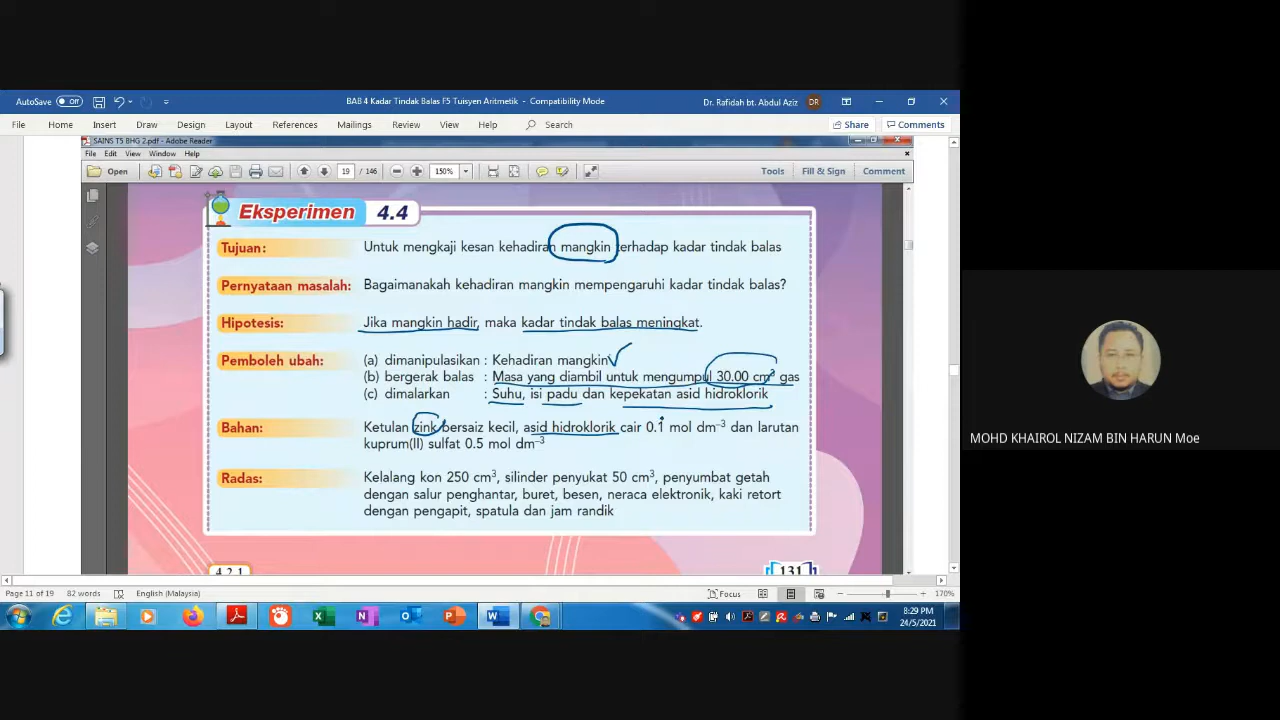 AutoSave Off
BAB 4 Kadar Tindak Balas F5 Tuisyen Aritmetik - Compatibility Mode
Dr. Rafidah bt. Abdul Aziz DR
File Home Insert Draw Design Layout References Mailings Review View Help Search Share Comments
SAINS T5 BHG 2.pdf - Adobe Reader
File Edit View Window Help
Open 19 / 146 150% Tools Fill & Sign Comment
Eksperimen 4.4
Tujuan: Untuk mengkaji kesan kehadiran mangkin terhadap kadar tindak balas
Pernyataan masalah: Bagaimanakah kehadiran mangkin mempengaruhi kadar tindak balas?
Hipotesis: Jika mangkin hadir, maka kadar tindak balas meningkat.
Pemboleh ubah: (a) dimanipulasikan : Kehadiran mangkin
(b) bergerak balas : Masa yang diambil untuk mengumpul 30.00 cm³ gas
(c) dimalarkan : Suhu, isi padu dan kepekatan asid hidroklorik
Bahan: Ketulan zink bersaiz kecil, asid hidroklorik cair 0.1 mol dm⁻³ dan larutan
kuprum(II) sulfat 0.5 mol dm⁻³
Radas: Kelalang kon 250 cm³, silinder penyukat 50 cm³, penyumbat getah
dengan salur penghantar, buret, besen, neraca elektronik, kaki retort
dengan pengapit, spatula dan jam randik
4.2.1
131
Page 11 of 19 82 words English (Malaysia) Focus 170%
8:29 PM
24/5/2021
MOHD KHAIROL NIZAM BIN HARUN Moe